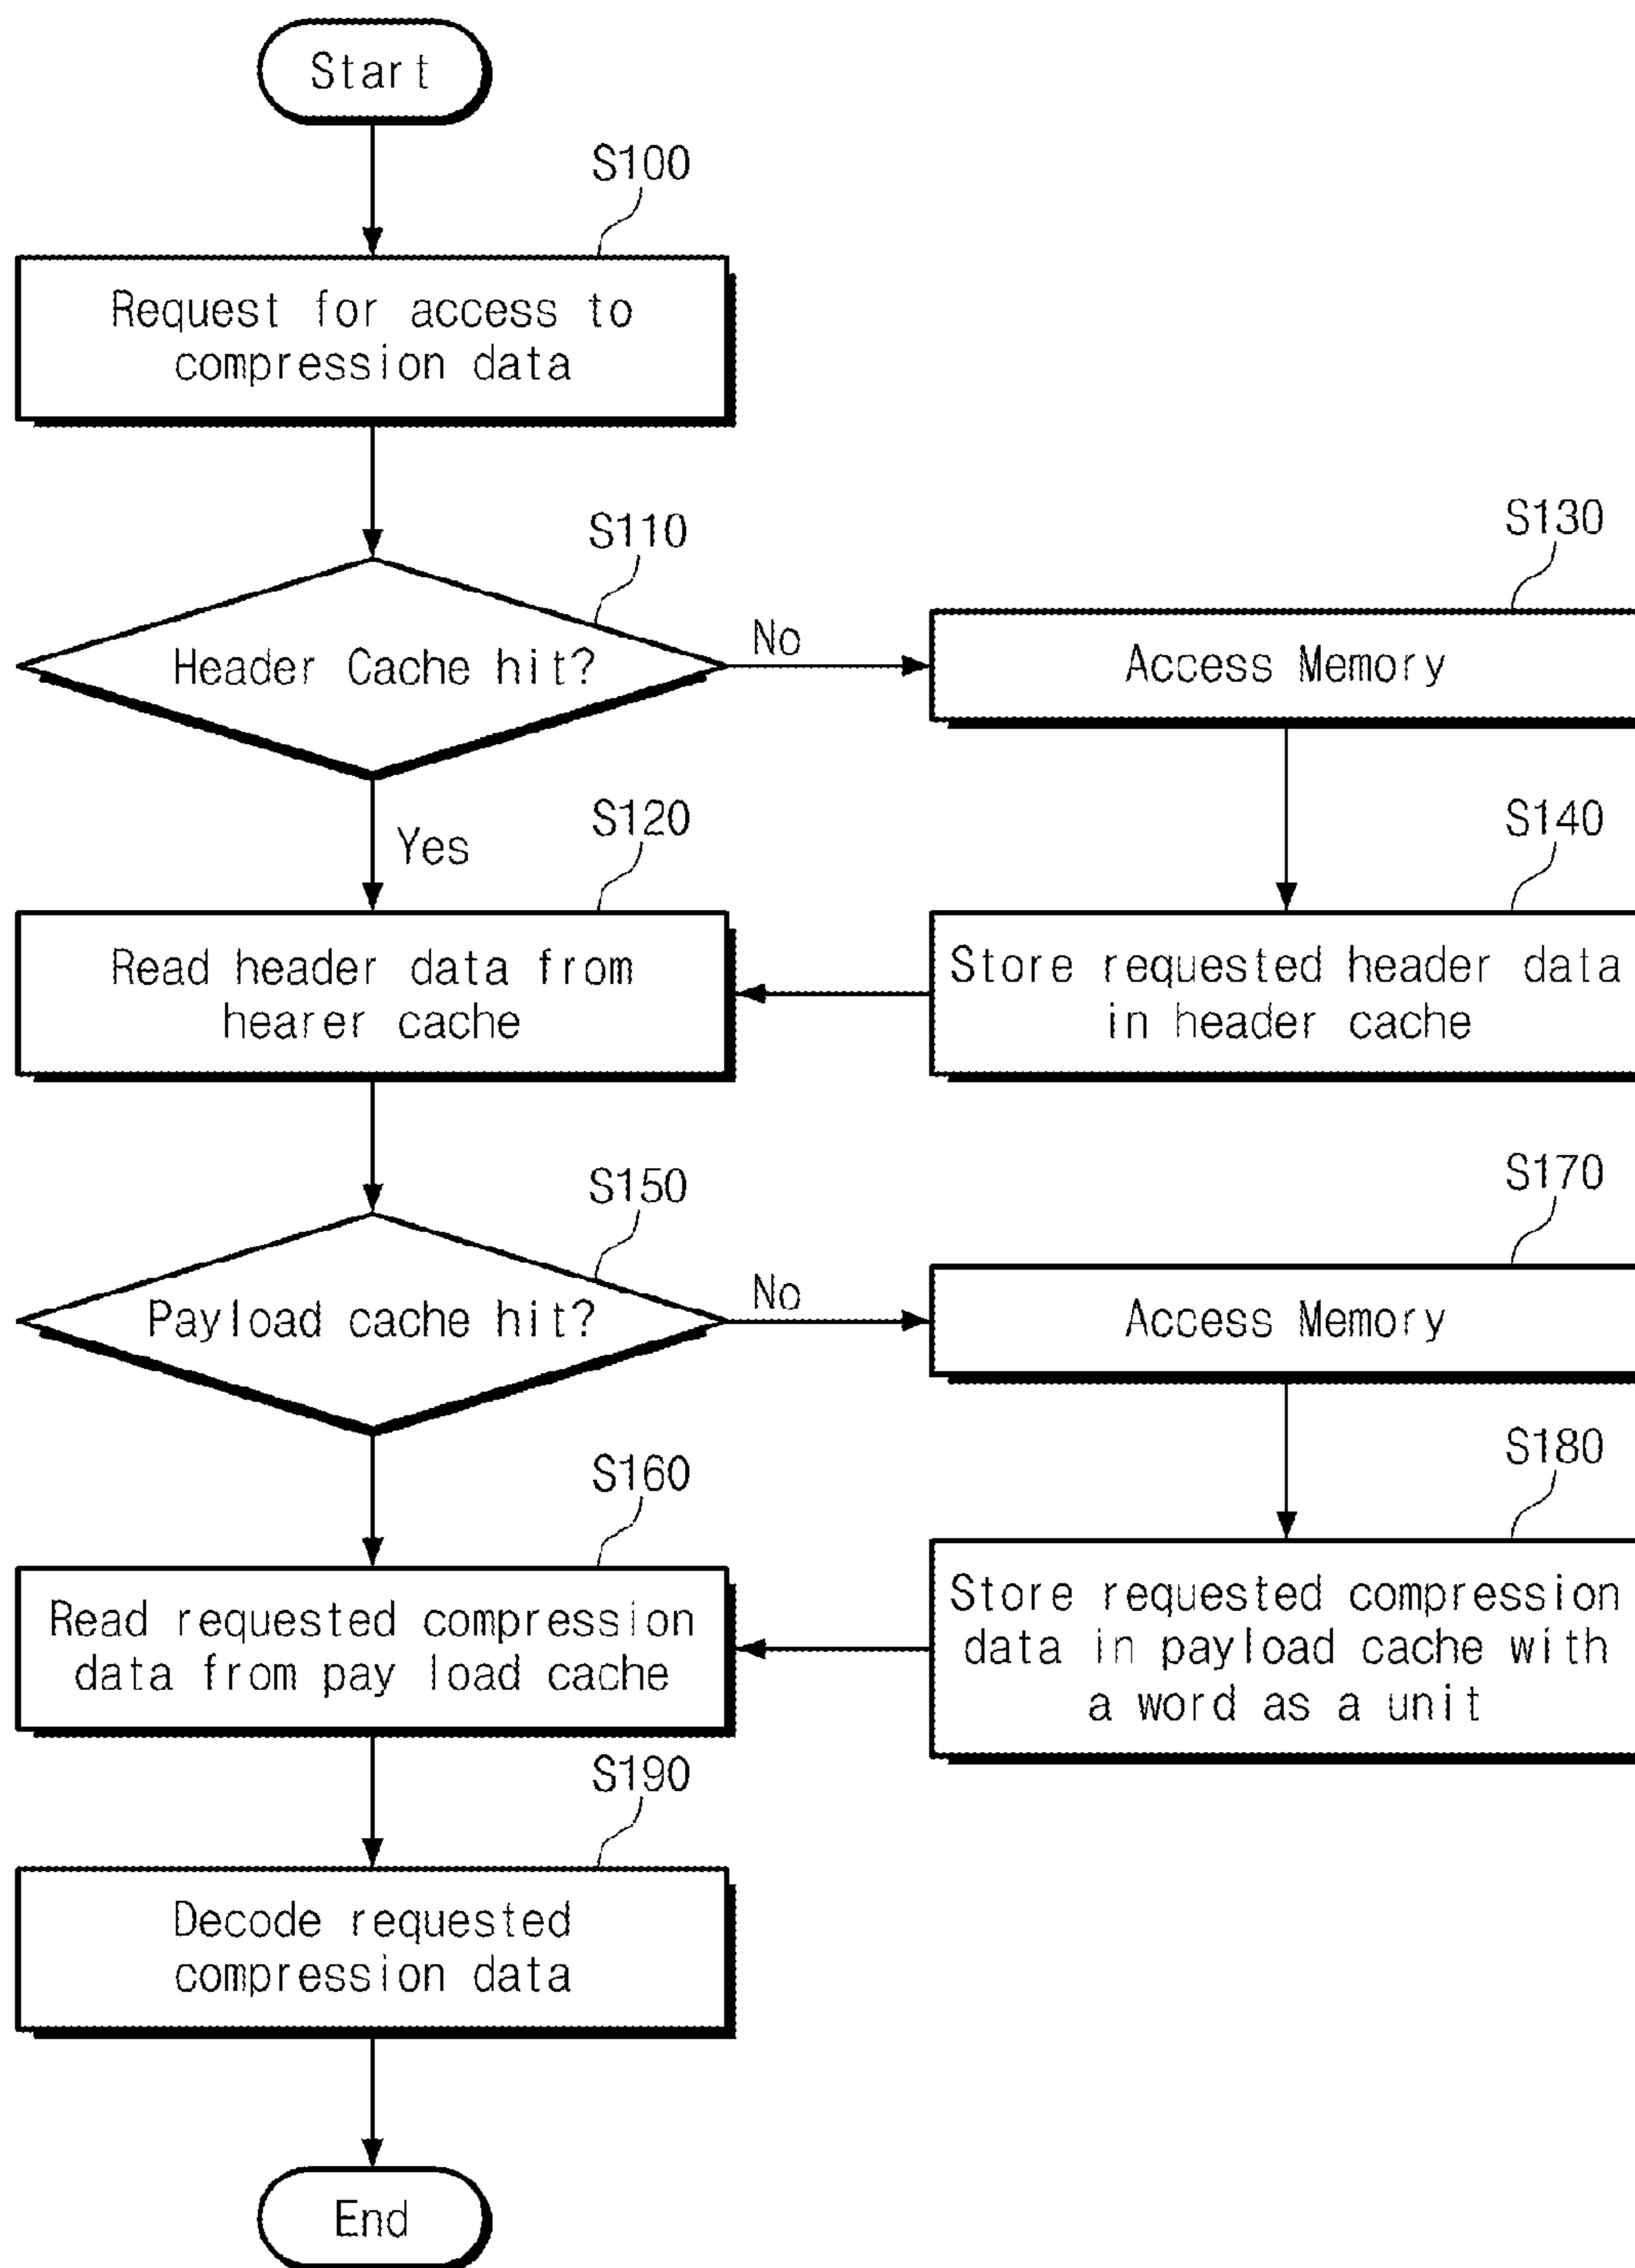 Start
S100
Request for access to
compression data
S110
Header Cache hit?
No
S130
Access Memory
Yes
S120
Read header data from
hearer cache
S140
Store requested header data
in header cache
S150
Payload cache hit?
No
S170
Access Memory
S160
Read requested compression
data from pay load cache
S180
Store requested compression
data in payload cache with
a word as a unit
S190
Decode requested
compression data
End